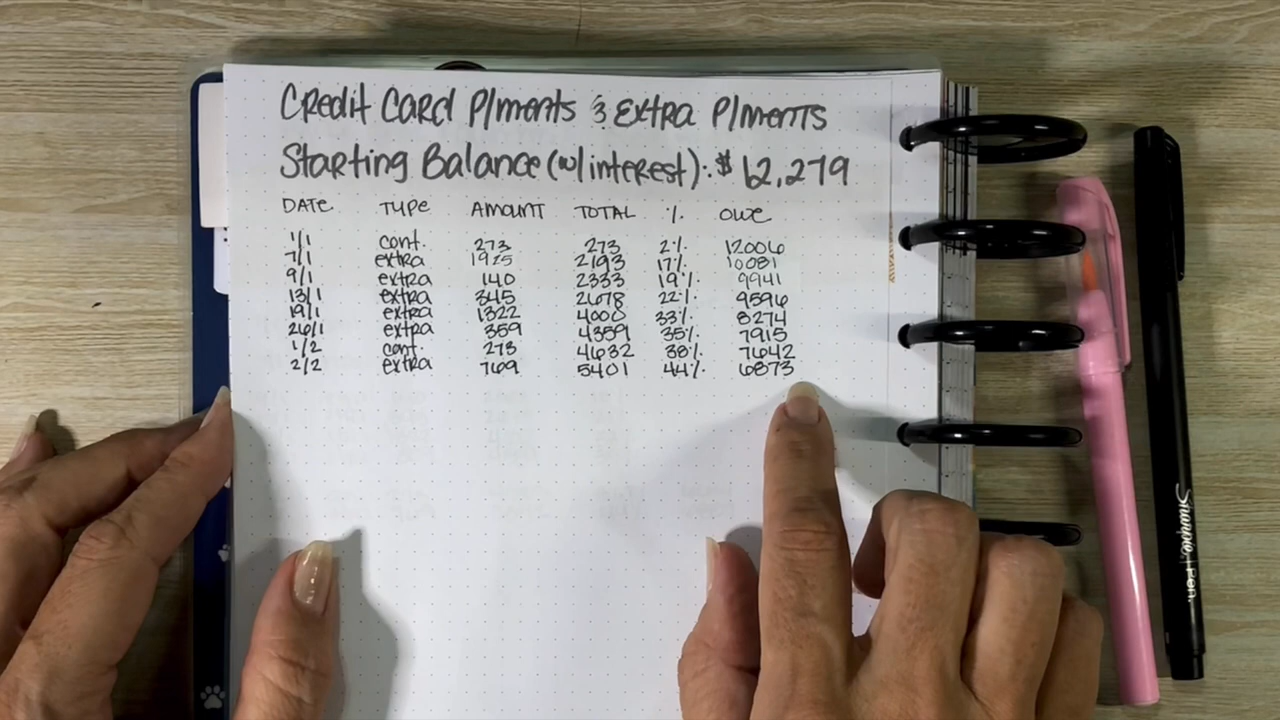 Credit Card P/ments & Extra P/ments
Starting Balance (w/interest): $12,279
DATE TYPE AMOUNT TOTAL % OWE
1/1 cont. 273 273 2% 12006
7/1 extra 1925 2193 17% 10081
9/1 extra 140 2333 19% 9941
13/1 extra 345 2678 22% 9596
19/1 extra 1322 4000 33% 8274
26/1 extra 359 4359 35% 7915
1/2 cont. 273 4632 38% 7642
2/2 extra 769 5401 44% 6873
Sharpie. | Pen.